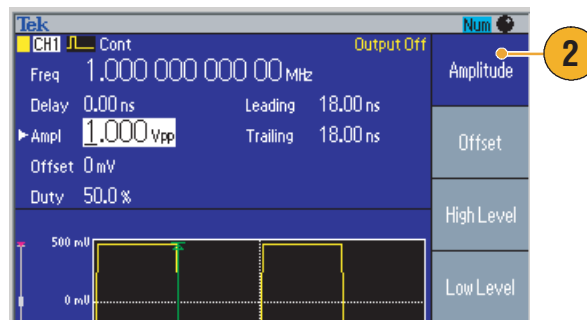 Tek
Num
CH1 Cont Output Off
Freq 1.000 000 000 00 MHz
Delay 0.00 ns Leading 18.00 ns
Ampl 1.000 Vpp Trailing 18.00 ns
Offset 0 mV
Duty 50.0 %
500 mV
0 mV
Amplitude
Offset
High Level
Low Level
2